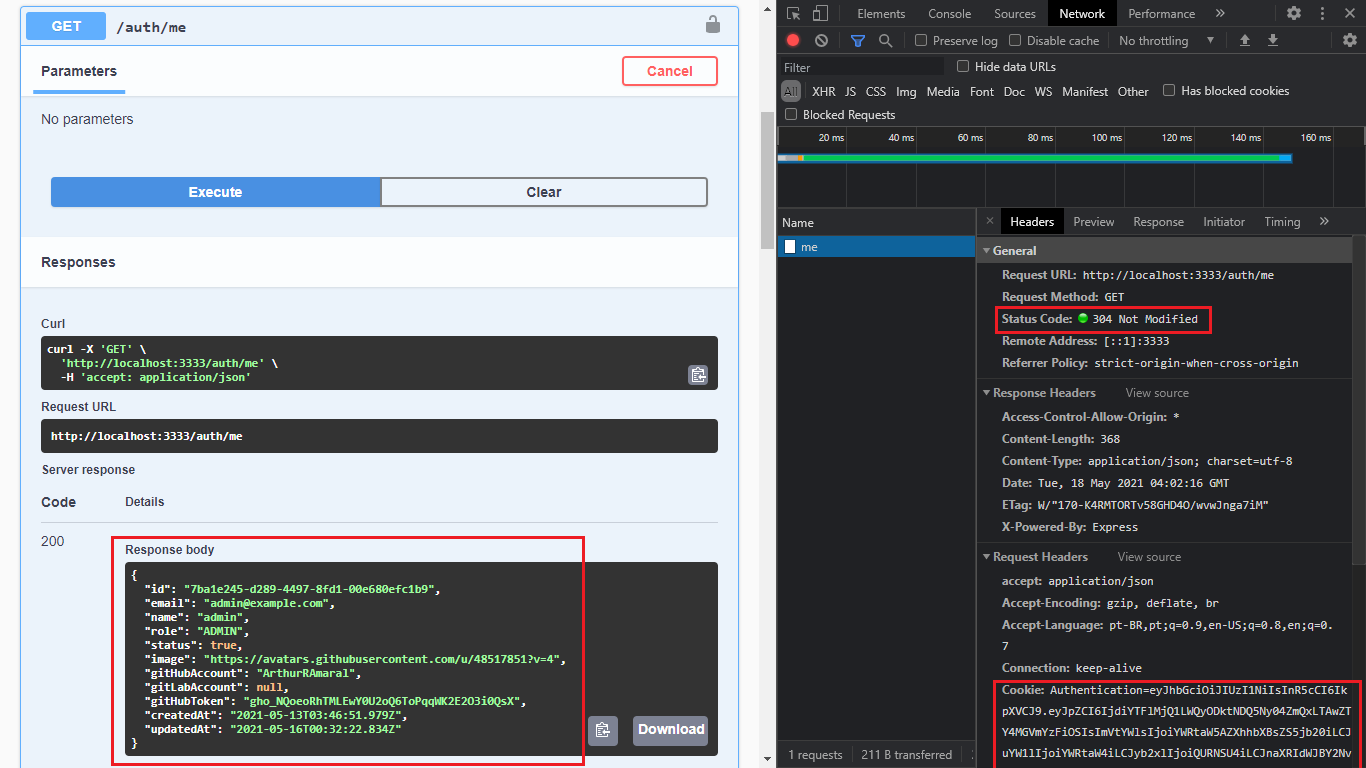 GET /auth/me
Parameters
Cancel
No parameters
Execute
Clear
Responses
Curl
curl -X 'GET' \
'http://localhost:3333/auth/me' \
-H 'accept: application/json'
Request URL
http://localhost:3333/auth/me
Server response
Code Details
200
Response body
{
"id": "7ba1e245-d289-4497-8fd1-00e680efc1b9",
"email": "admin@example.com",
"name": "admin",
"role": "ADMIN",
"status": true,
"image": "https://avatars.githubusercontent.com/u/48517851?v=4",
"gitHubAccount": "ArthurRAmaral",
"gitLabAccount": null,
"gitHubToken": "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",
"createdAt": "2021-05-13T03:46:51.979Z",
"updatedAt": "2021-05-16T00:32:22.834Z"
}
Download
Elements Console Sources Network Performance »
Preserve log Disable cache No throttling
Filter Hide data URLs
All XHR JS CSS Img Media Font Doc WS Manifest Other Has blocked cookies
Blocked Requests
20 ms 40 ms 60 ms 80 ms 100 ms 120 ms 140 ms 160 ms
Name
me
Headers Preview Response Initiator Timing »
General
Request URL: http://localhost:3333/auth/me
Request Method: GET
Status Code: 304 Not Modified
Remote Address: [::1]:3333
Referrer Policy: strict-origin-when-cross-origin
Response Headers View source
Access-Control-Allow-Origin: *
Content-Length: 368
Content-Type: application/json; charset=utf-8
Date: Tue, 18 May 2021 04:02:16 GMT
ETag: W/"170-K4RMTORTv58GHD4O/wvwJnga7iM"
X-Powered-By: Express
Request Headers View source
accept: application/json
Accept-Encoding: gzip, deflate, br
Accept-Language: pt-BR,pt;q=0.9,en-US;q=0.8,en;q=0.
7
Connection: keep-alive
Cookie: Authentication=eyJhbGciOiJIUzI1NiIsInR5cCI6Ik
pXVCJ9.eyJpZCI6IjdiYTFlMjQ1LWQyODktNDQ5Ny04ZmQxLTAwZT
Y4MGVmYzFiOSIsImVtYWlsIjoiYWRtaW5AZXhhbXBsZS5jb20iLCJ
uYW1lIjoiYWRtaW4iLCJyb2xlIjoiQURNSU4iLCJnaXRIdWJBY2Nv
1 requests 211 B transferred